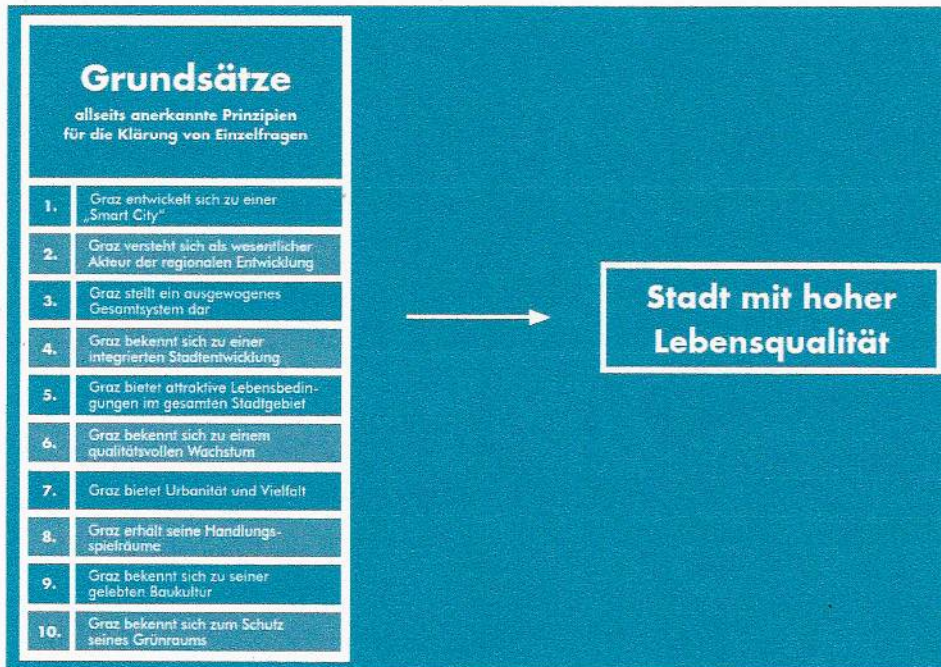 Grundsätze
allseits anerkannte Prinzipien
für die Klärung von Einzelfragen
1. Graz entwickelt sich zu einer
„Smart City“
2. Graz versteht sich als wesentlicher
Akteur der regionalen Entwicklung
3. Graz stellt ein ausgewogenes
Gesamtsystem dar
4. Graz bekennt sich zu einer
integrierten Stadtentwicklung
5. Graz bietet attraktive Lebensbedin-
gungen im gesamten Stadtgebiet
6. Graz bekennt sich zu einem
qualitätsvollen Wachstum
7. Graz bietet Urbanität und Vielfalt
8. Graz erhält seine Handlungs-
spielräume
9. Graz bekennt sich zu seiner
gelebten Baukultur
10. Graz bekennt sich zum Schutz
seines Grünraums
Stadt mit hoher
Lebensqualität